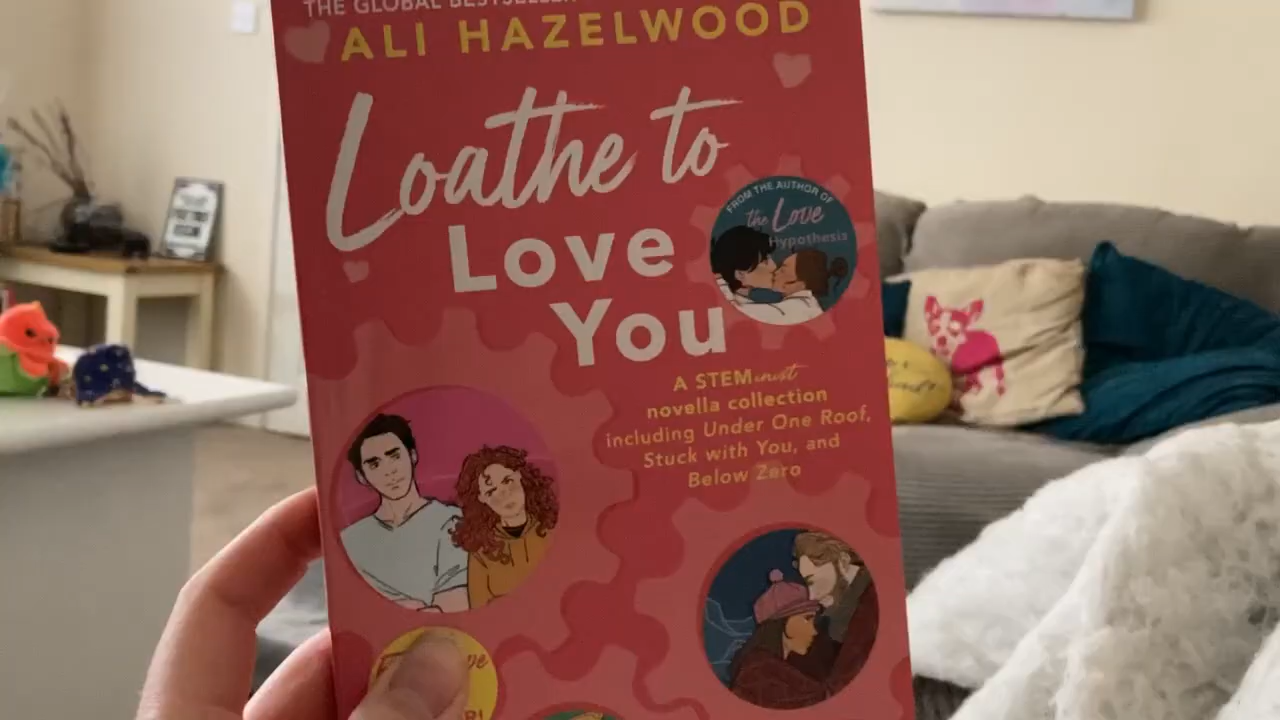 THE GLOBAL BESTSELLER
ALI HAZELWOOD
Loathe to
Love
You
FROM THE AUTHOR OF
the Love
Hypothesis
A STEMinist
novella collection
including Under One Roof,
Stuck with You, and
Below Zero